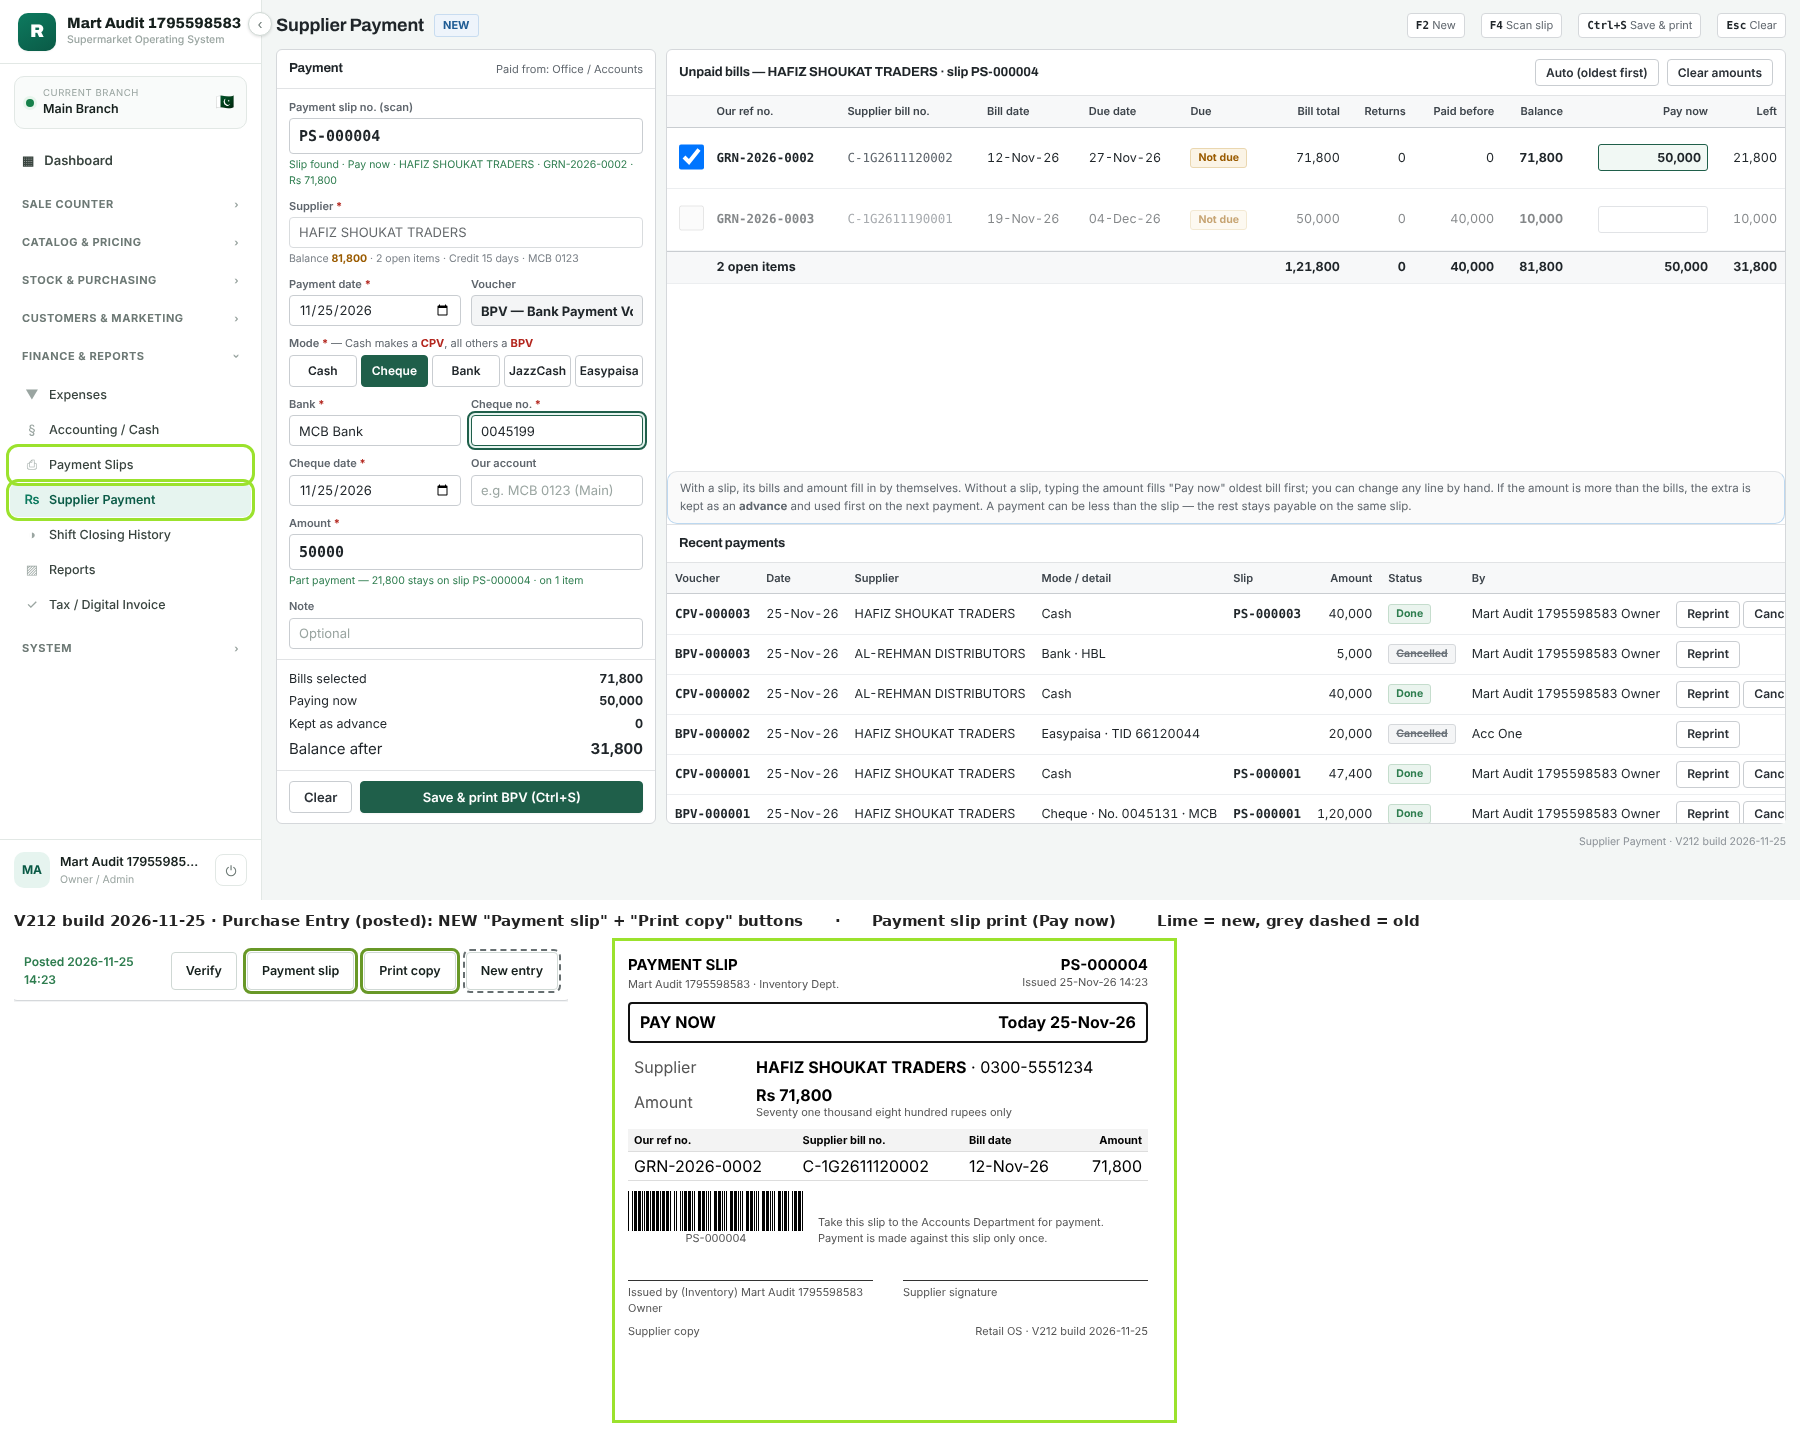 R
Mart Audit 1795598583
Supermarket Operating System
CURRENT BRANCH
Main Branch
Dashboard
SALE COUNTER
CATALOG & PRICING
STOCK & PURCHASING
CUSTOMERS & MARKETING
FINANCE & REPORTS
Expenses
§ Accounting / Cash
Payment Slips
Rs Supplier Payment
Shift Closing History
Reports
Tax / Digital Invoice
SYSTEM
MA
Mart Audit 17955985...
Owner / Admin
Supplier Payment NEW
F2 New F4 Scan slip Ctrl+S Save & print Esc Clear
Payment Paid from: Office / Accounts
Payment slip no. (scan)
PS-000004
Slip found · Pay now · HAFIZ SHOUKAT TRADERS · GRN-2026-0002 ·
Rs 71,800
Supplier *
HAFIZ SHOUKAT TRADERS
Balance 81,800 · 2 open items · Credit 15 days · MCB 0123
Payment date * Voucher
11/25/2026 BPV — Bank Payment Vo
Mode * — Cash makes a CPV, all others a BPV
Cash Cheque Bank JazzCash Easypaisa
Bank * Cheque no. *
MCB Bank 0045199
Cheque date * Our account
11/25/2026 e.g. MCB 0123 (Main)
Amount *
50000
Part payment — 21,800 stays on slip PS-000004 · on 1 item
Note
Optional
Bills selected 71,800
Paying now 50,000
Kept as advance 0
Balance after 31,800
Clear Save & print BPV (Ctrl+S)
Unpaid bills — HAFIZ SHOUKAT TRADERS · slip PS-000004 Auto (oldest first) Clear amounts
Our ref no. Supplier bill no. Bill date Due date Due Bill total Returns Paid before Balance Pay now Left
GRN-2026-0002 C-1G2611120002 12-Nov-26 27-Nov-26 Not due 71,800 0 0 71,800 50,000 21,800
GRN-2026-0003 C-1G2611190001 19-Nov-26 04-Dec-26 Not due 50,000 0 40,000 10,000 10,000
2 open items 1,21,800 0 40,000 81,800 50,000 31,800
With a slip, its bills and amount fill in by themselves. Without a slip, typing the amount fills "Pay now" oldest bill first; you can change any line by hand. If the amount is more than the bills, the extra is
kept as an advance and used first on the next payment. A payment can be less than the slip — the rest stays payable on the same slip.
Recent payments
Voucher Date Supplier Mode / detail Slip Amount Status By
CPV-000003 25-Nov-26 HAFIZ SHOUKAT TRADERS Cash PS-000003 40,000 Done Mart Audit 1795598583 Owner Reprint Canc
BPV-000003 25-Nov-26 AL-REHMAN DISTRIBUTORS Bank · HBL 5,000 Cancelled Mart Audit 1795598583 Owner Reprint
CPV-000002 25-Nov-26 AL-REHMAN DISTRIBUTORS Cash 40,000 Done Mart Audit 1795598583 Owner Reprint Canc
BPV-000002 25-Nov-26 HAFIZ SHOUKAT TRADERS Easypaisa · TID 66120044 20,000 Cancelled Acc One Reprint
CPV-000001 25-Nov-26 HAFIZ SHOUKAT TRADERS Cash PS-000001 47,400 Done Mart Audit 1795598583 Owner Reprint Canc
BPV-000001 25-Nov-26 HAFIZ SHOUKAT TRADERS Cheque · No. 0045131 · MCB PS-000001 1,20,000 Done Mart Audit 1795598583 Owner Reprint Canc
Supplier Payment · V212 build 2026-11-25
V212 build 2026-11-25 · Purchase Entry (posted): NEW "Payment slip" + "Print copy" buttons · Payment slip print (Pay now) Lime = new, grey dashed = old
Posted 2026-11-25
14:23
Verify Payment slip Print copy New entry
PAYMENT SLIP PS-000004
Mart Audit 1795598583 · Inventory Dept. Issued 25-Nov-26 14:23
PAY NOW Today 25-Nov-26
Supplier HAFIZ SHOUKAT TRADERS · 0300-5551234
Amount Rs 71,800
Seventy one thousand eight hundred rupees only
Our ref no. Supplier bill no. Bill date Amount
GRN-2026-0002 C-1G2611120002 12-Nov-26 71,800
PS-000004
Take this slip to the Accounts Department for payment.
Payment is made against this slip only once.
Issued by (Inventory) Mart Audit 1795598583
Owner
Supplier signature
Supplier copy Retail OS · V212 build 2026-11-25